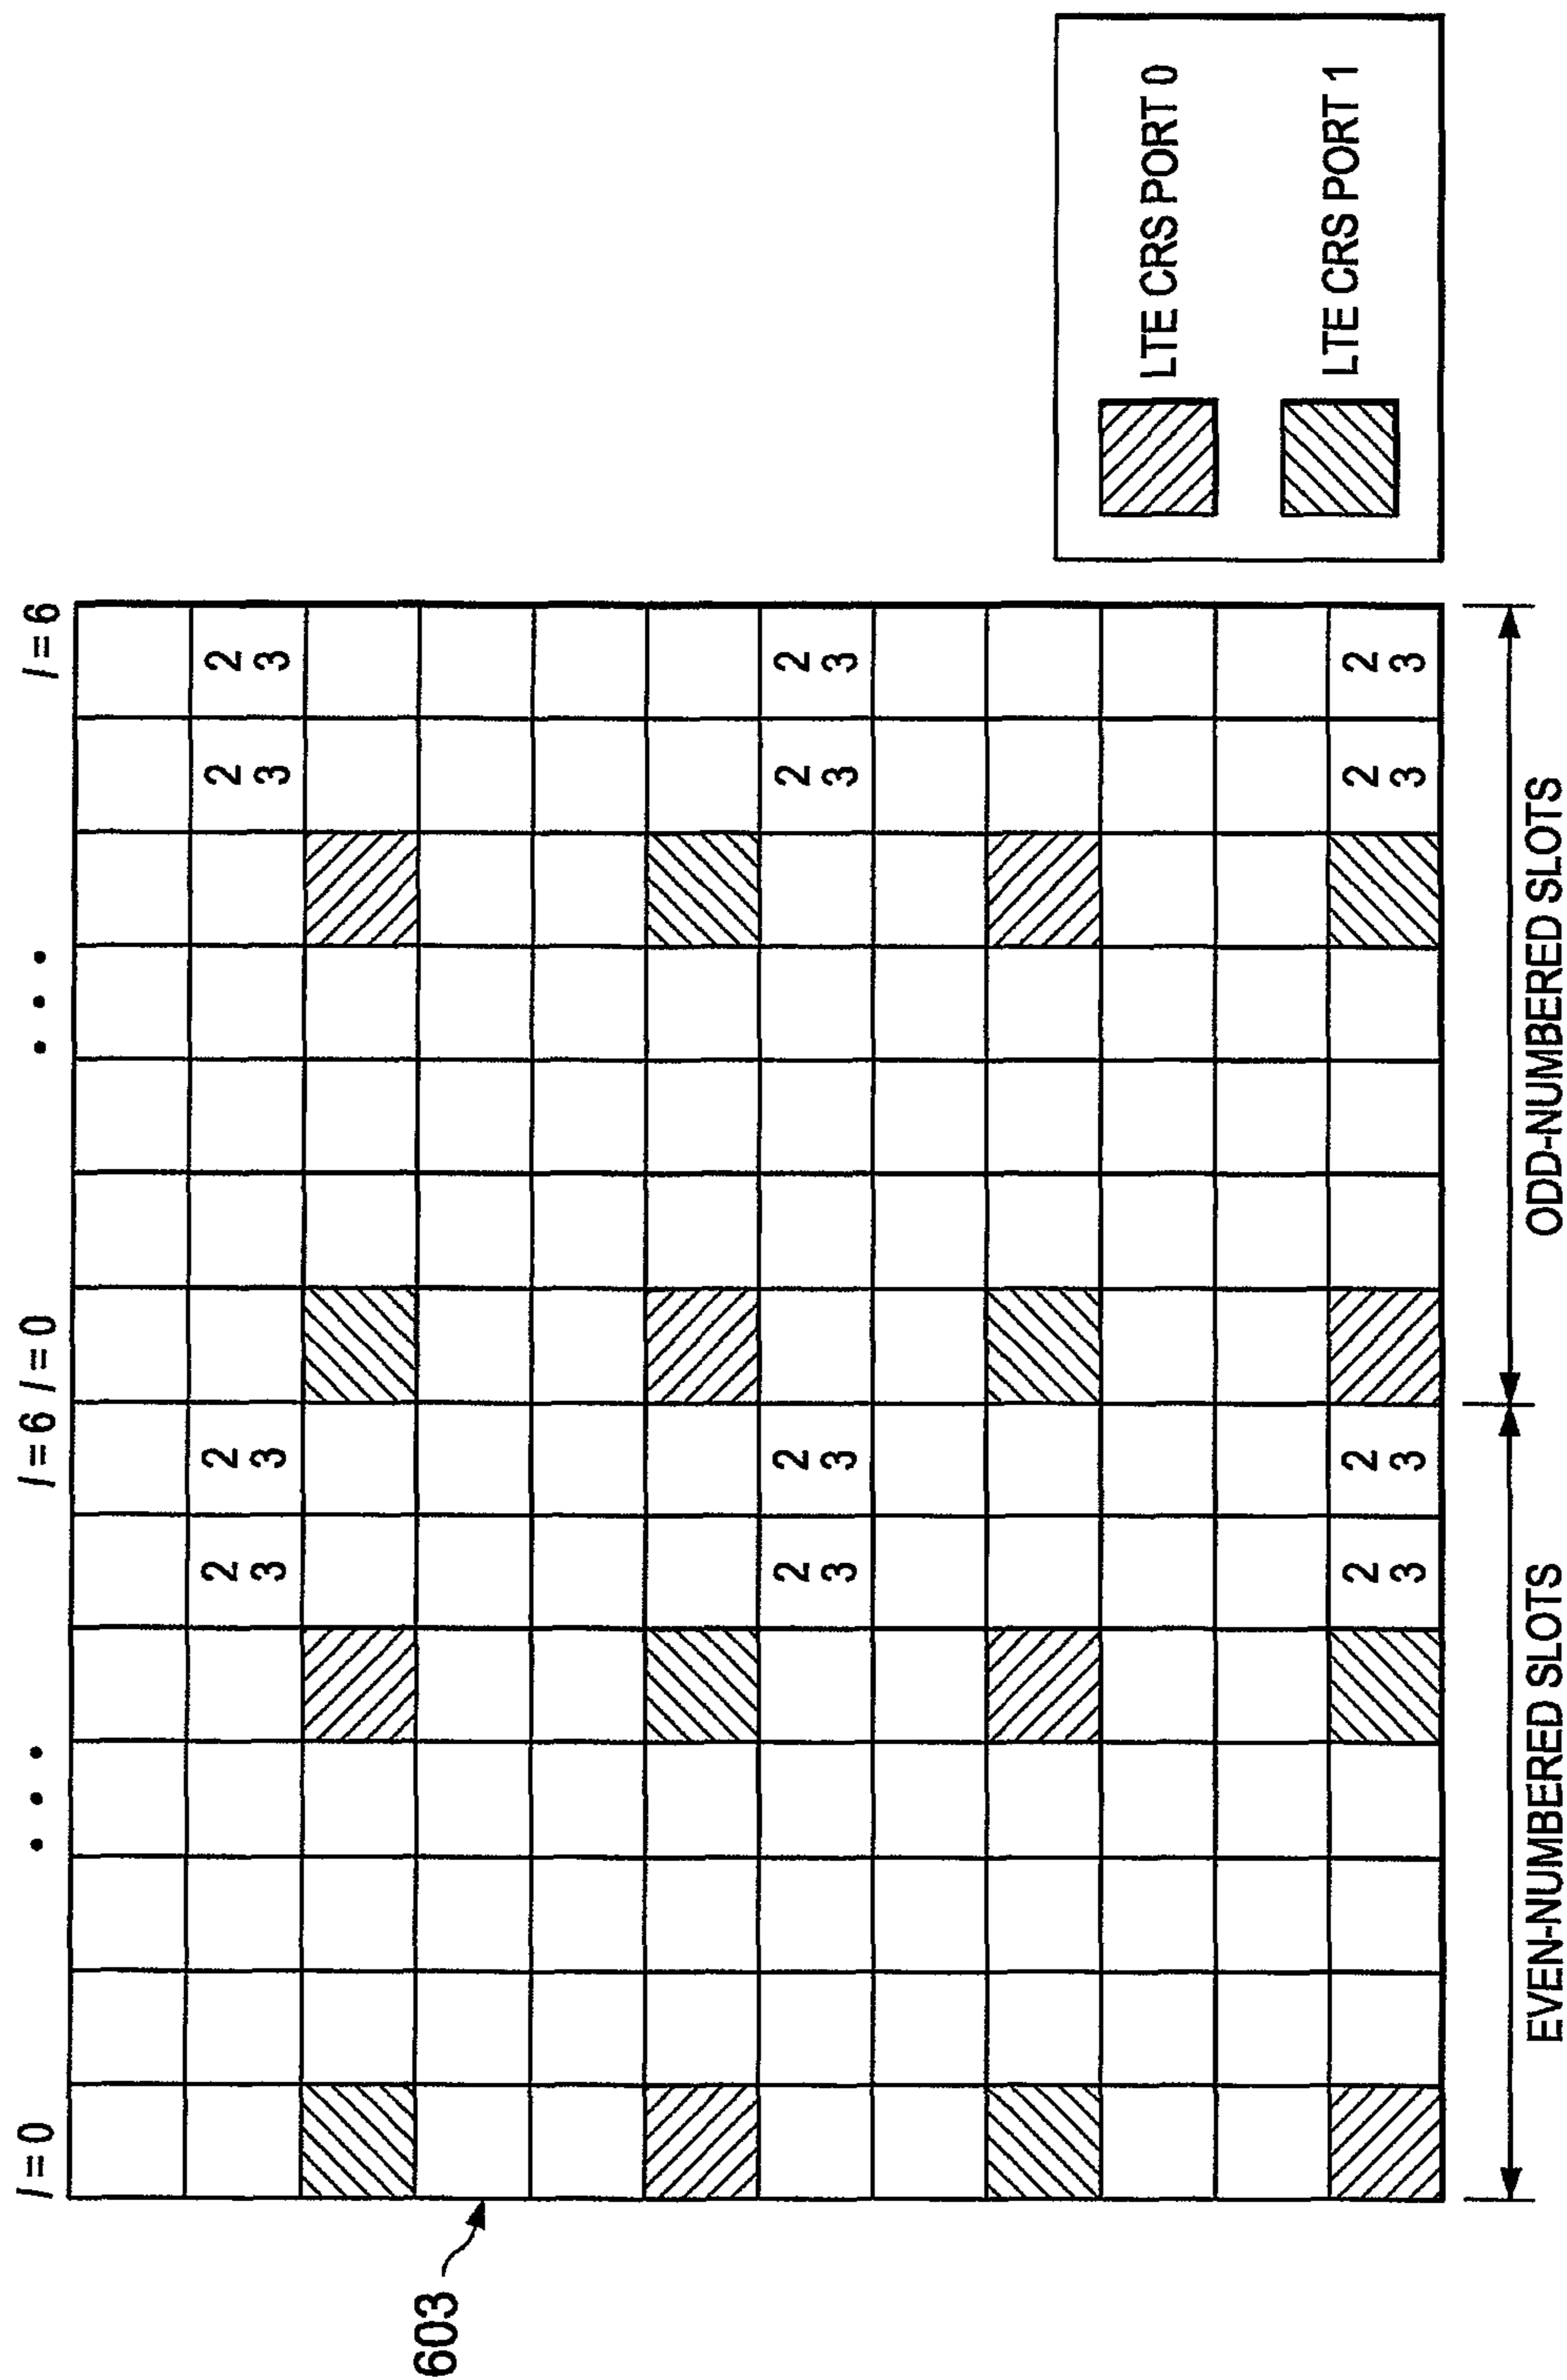 l = 0 • • • l = 6 l = 0 • • • l = 6
2 2 2 2
3 3 3 3
603
2 2 2 2
3 3 3 3
LTE CRS PORT 0
LTE CRS PORT 1
2 2 2 2
3 3 3 3
EVEN-NUMBERED SLOTS ODD-NUMBERED SLOTS